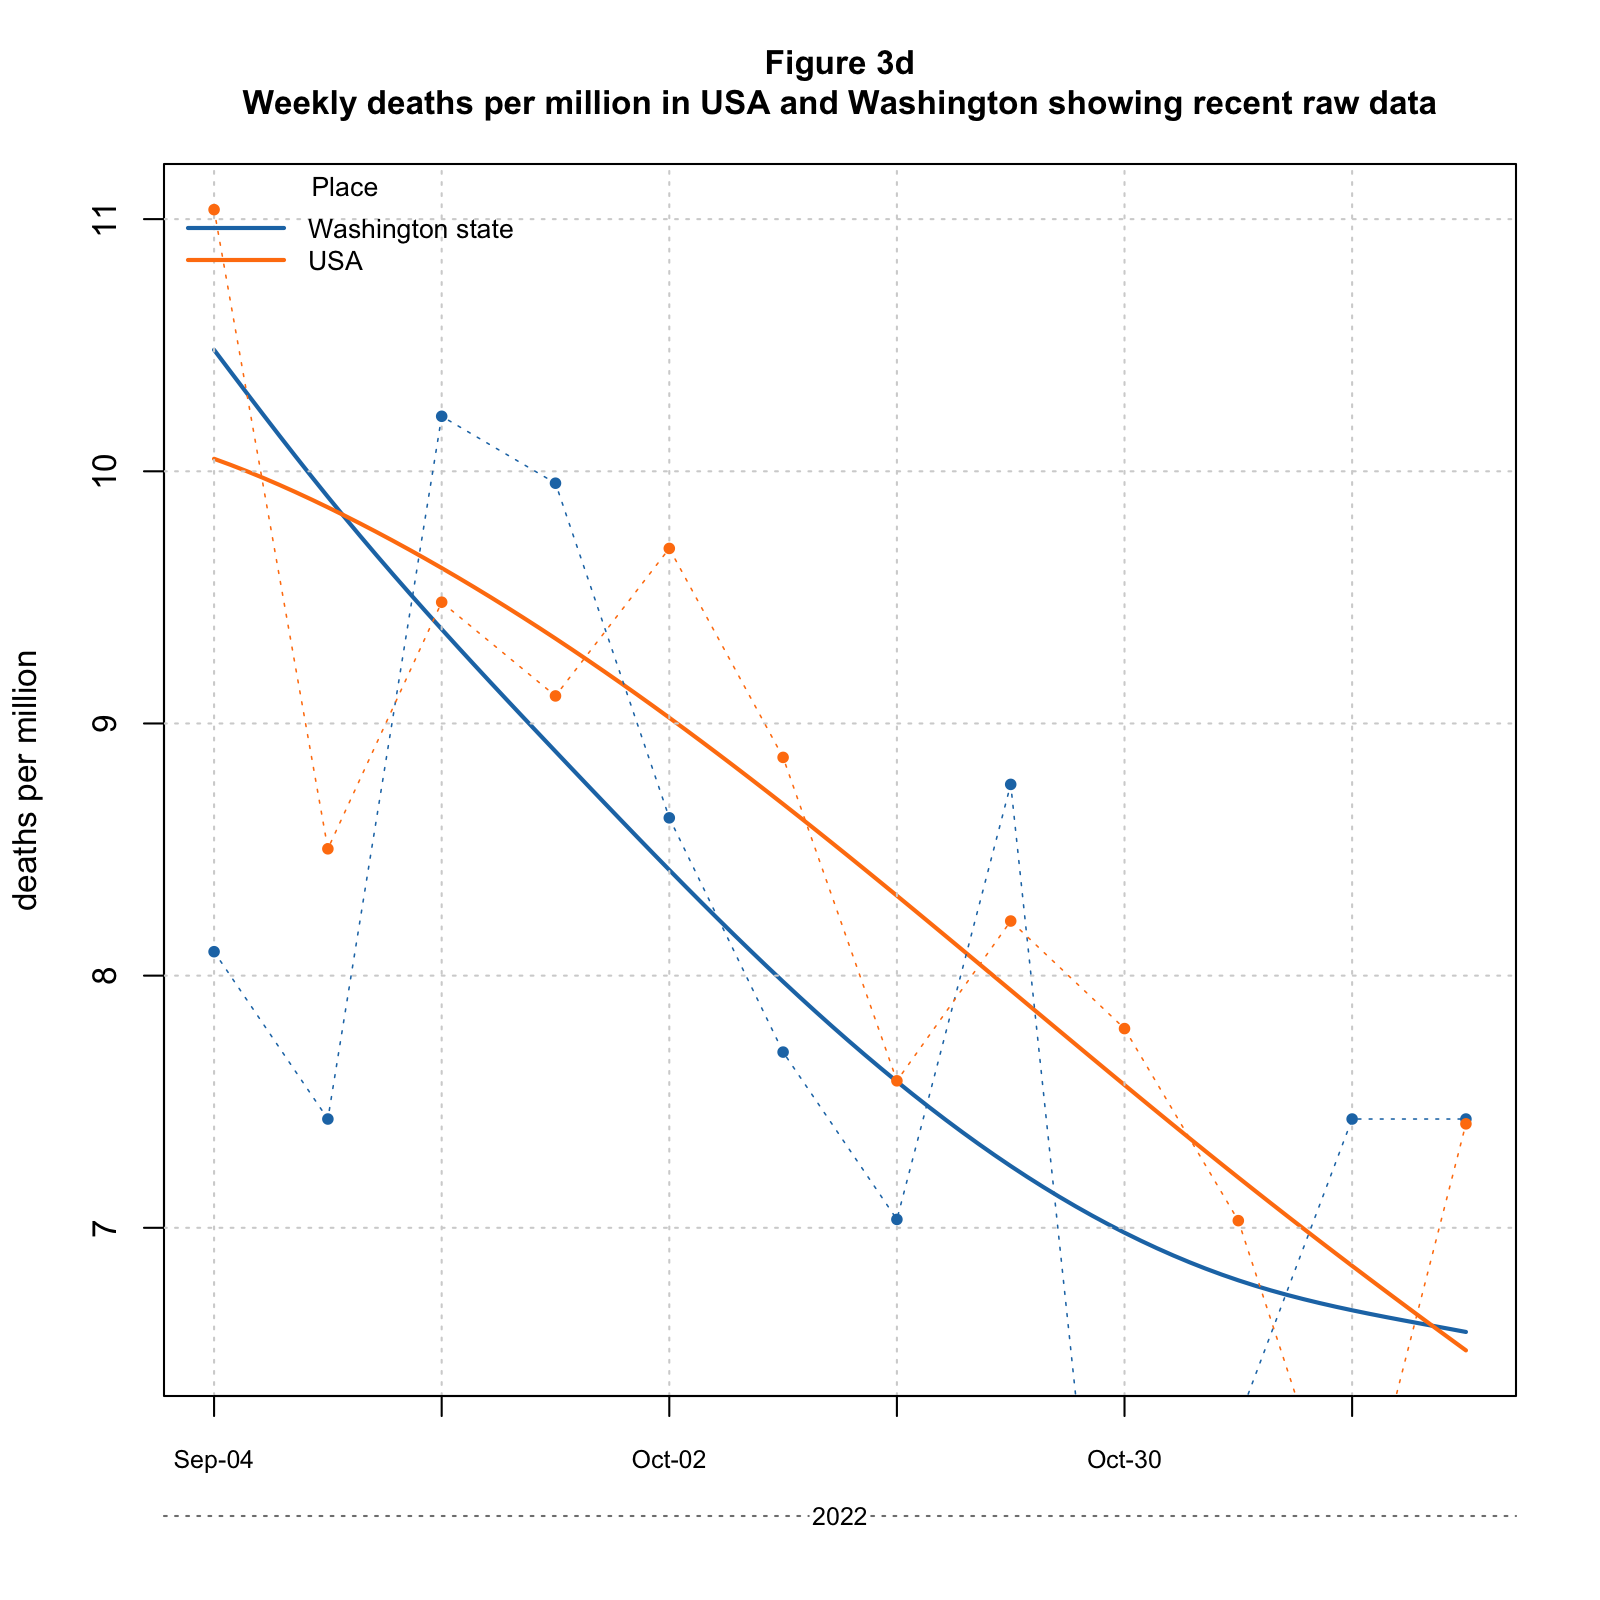 Figure 3d
Weekly deaths per million in USA and Washington showing recent raw data
Place
Washington state
USA
deaths per million
11
10
9
8
7
Sep-04
Oct-02
Oct-30
2022